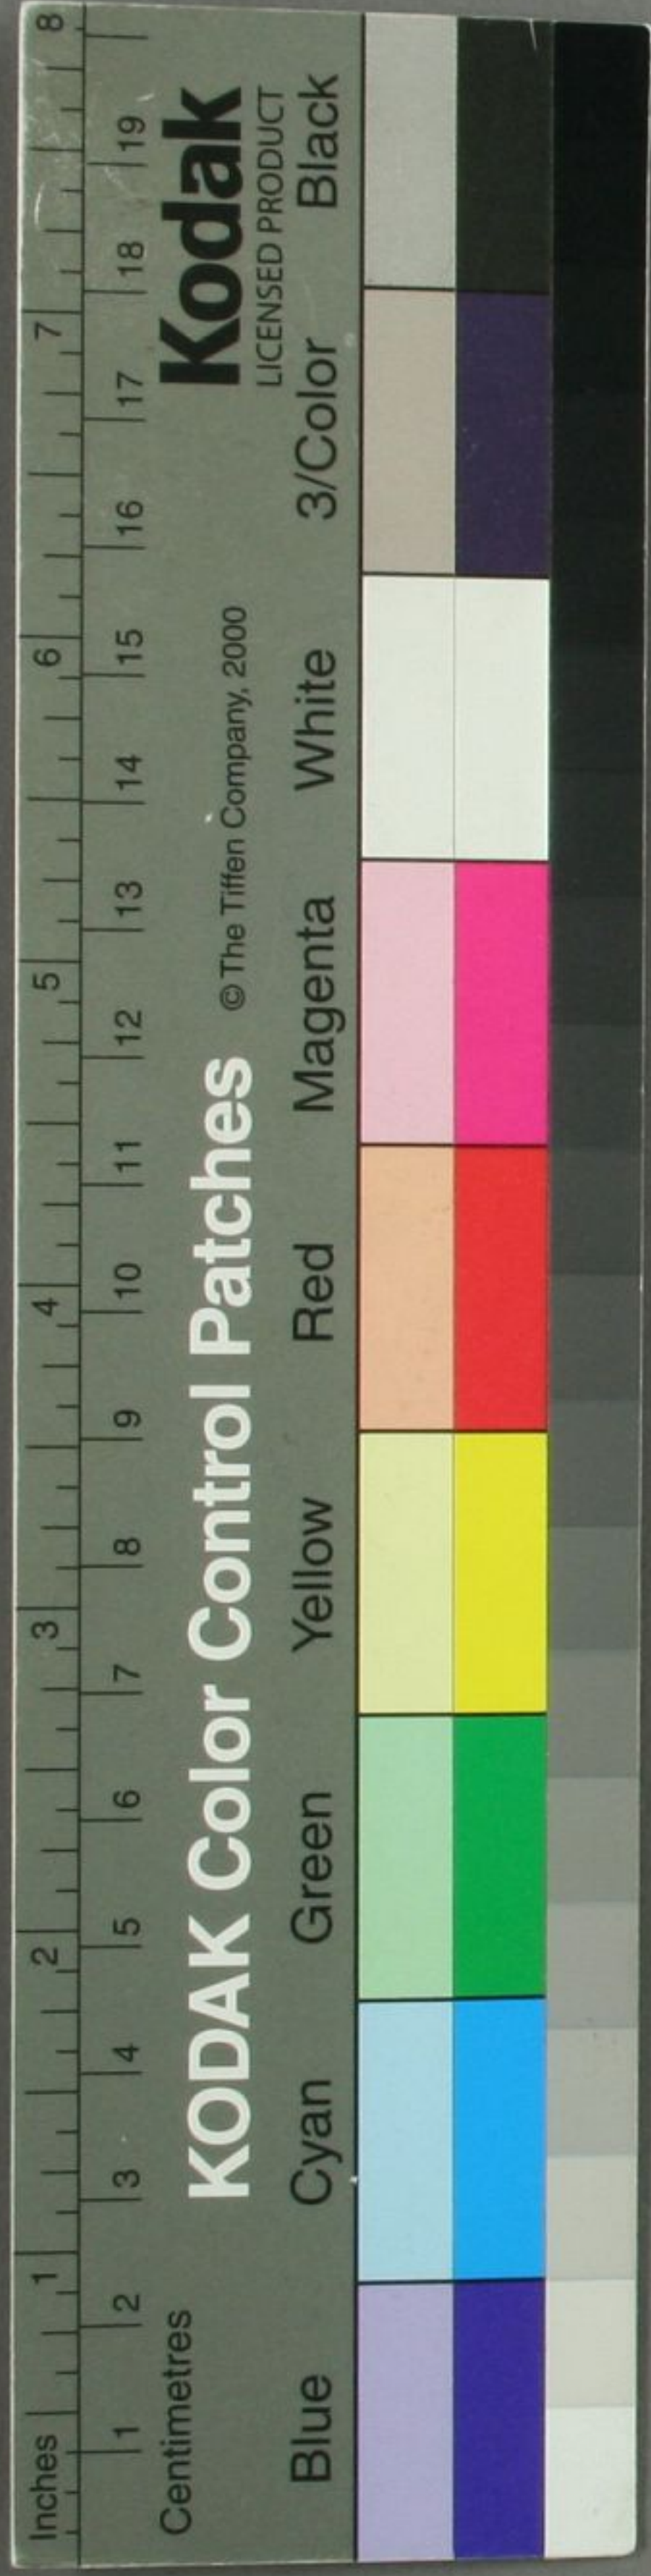 Inches 1 2 3 4 5 6 7 8
1 2 3 4 5 6 7 8 9 10 11 12 13 14 15 16 17 18 19
Centimetres
KODAK Color Control Patches © The Tiffen Company, 2000 Kodak
LICENSED PRODUCT
Blue Cyan Green Yellow Red Magenta White 3/Color Black